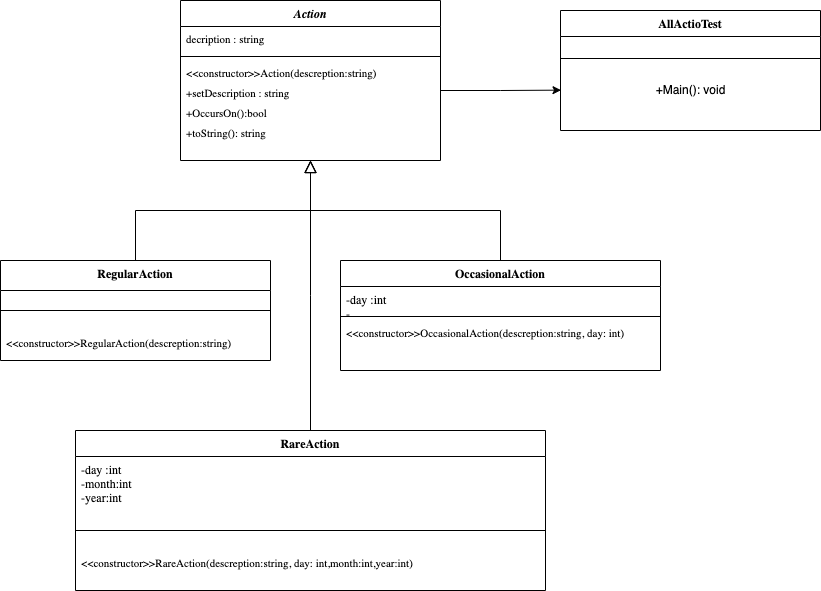 Action
decription : string
<<constructor>>Action(descreption:string)
+setDescription : string
+OccursOn():bool
+toString(): string
AllActioTest
+Main(): void
RegularAction
<<constructor>>RegularAction(descreption:string)
OccasionalAction
-day :int
-
<<constructor>>OccasionalAction(descreption:string, day: int)
RareAction
-day :int
-month:int
-year:int
<<constructor>>RareAction(descreption:string, day: int,month:int,year:int)